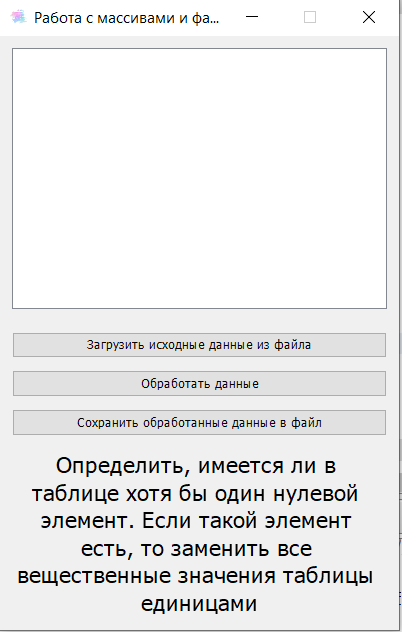 Работа с массивами и фа...
Загрузить исходные данные из файла
Обработать данные
Сохранить обработанные данные в файл
Определить, имеется ли в
таблице хотя бы один нулевой
элемент. Если такой элемент
есть, то заменить все
вещественные значения таблицы
единицами